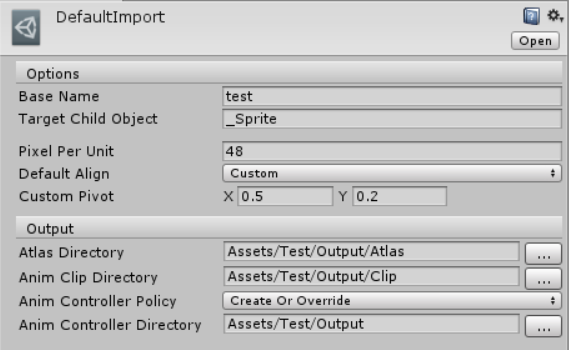 DefaultImport
Open
Options
Base Name test
Target Child Object _Sprite
Pixel Per Unit 48
Default Align Custom
Custom Pivot X 0.5 Y 0.2
Output
Atlas Directory Assets/Test/Output/Atlas ...
Anim Clip Directory Assets/Test/Output/Clip ...
Anim Controller Policy Create Or Override
Anim Controller Directory Assets/Test/Output ...